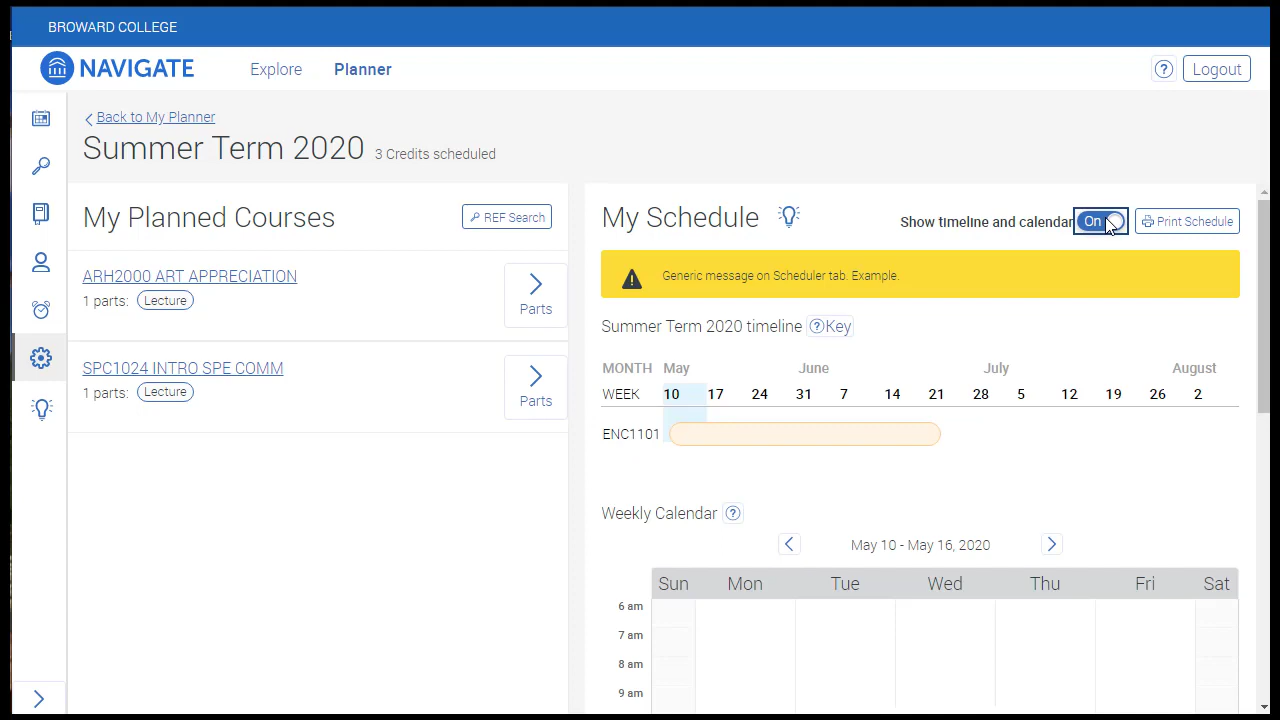 BROWARD COLLEGE
NAVIGATE
Explore
Planner
?
Logout
Back to My Planner
Summer Term 2020 3 Credits scheduled
My Planned Courses
REF Search
ARH2000 ART APPRECIATION
1 parts: Lecture
Parts
SPC1024 INTRO SPE COMM
1 parts: Lecture
Parts
My Schedule
Show timeline and calendar On
Print Schedule
Generic message on Scheduler tab. Example.
Summer Term 2020 timeline ?Key
MONTH May June July August
WEEK 10 17 24 31 7 14 21 28 5 12 19 26 2
ENC1101
Weekly Calendar ?
May 10 - May 16, 2020
Sun Mon Tue Wed Thu Fri Sat
6 am
7 am
8 am
9 am